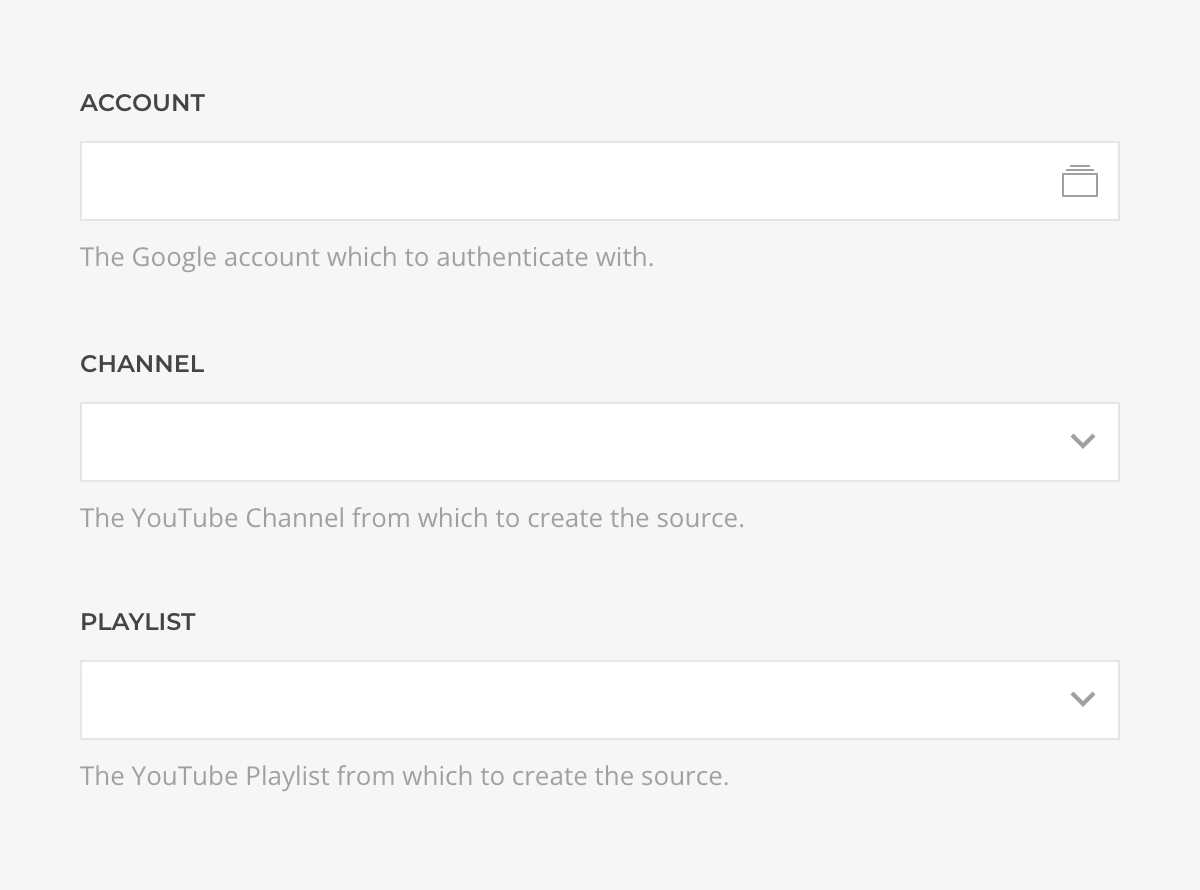 ACCOUNT
The Google account which to authenticate with.
CHANNEL
The YouTube Channel from which to create the source.
PLAYLIST
The YouTube Playlist from which to create the source.